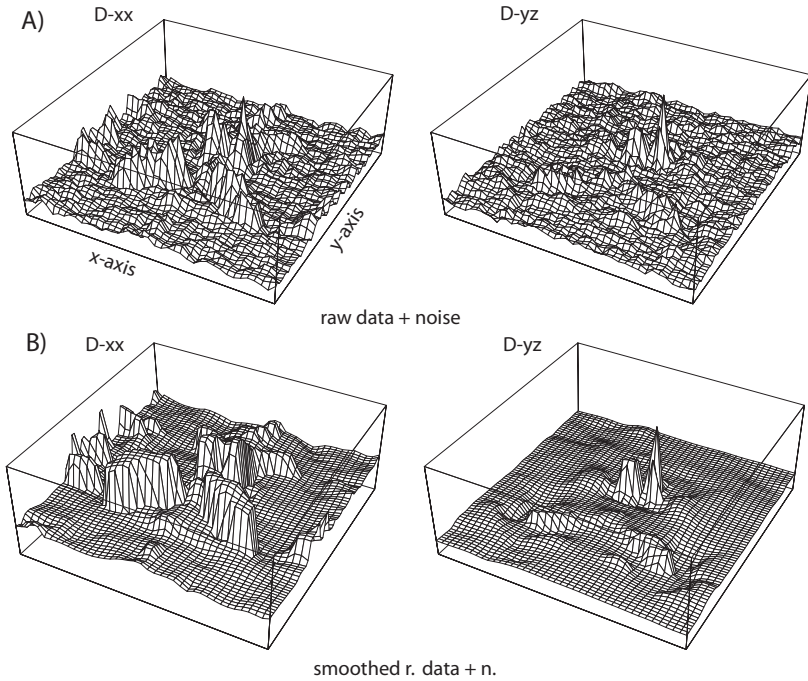 A)
D-xx
D-yz
x-axis
y-axis
raw data + noise
B)
D-xx
D-yz
smoothed r. data + n.